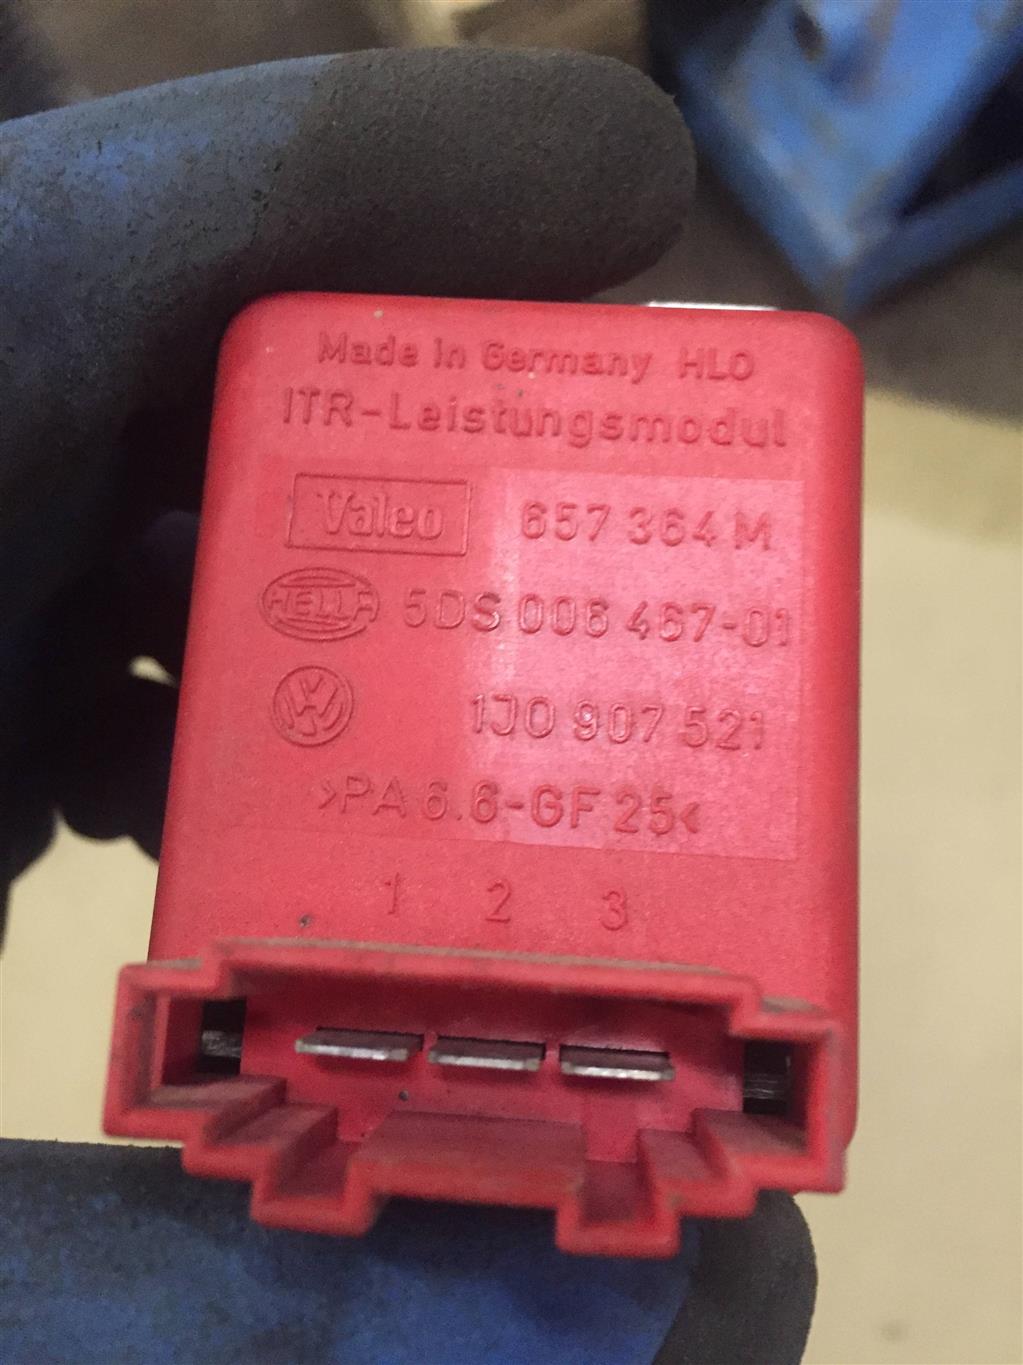 Made in Germany HLO
ITR-Leistungsmodul
Valeo 657 364 M
HELLA 5DS 006 467-01
VW 1J0 907 521
>PA 6.6-GF 25<
1 2 3